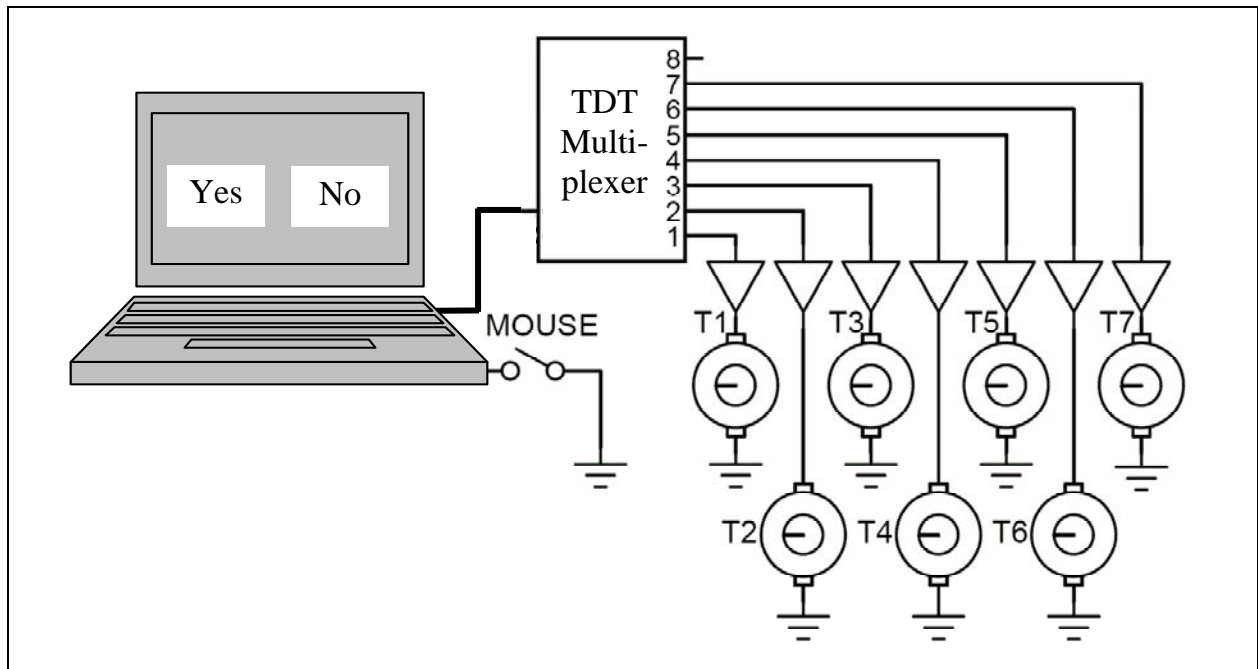 Yes
No
TDT
Multi-
plexer
8
7
6
5
4
3
2
1
MOUSE
T1
T3
T5
T7
T2
T4
T6